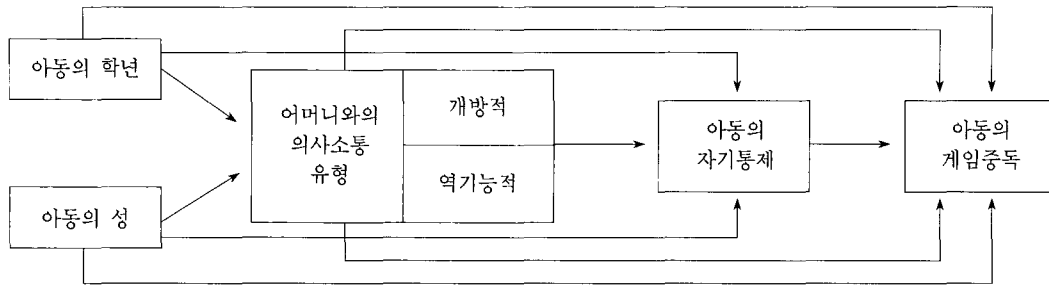 아동의 학년
아동의 성
어머니와의
의사소통
유형
개방적
역기능적
아동의
자기통제
아동의
게임중독